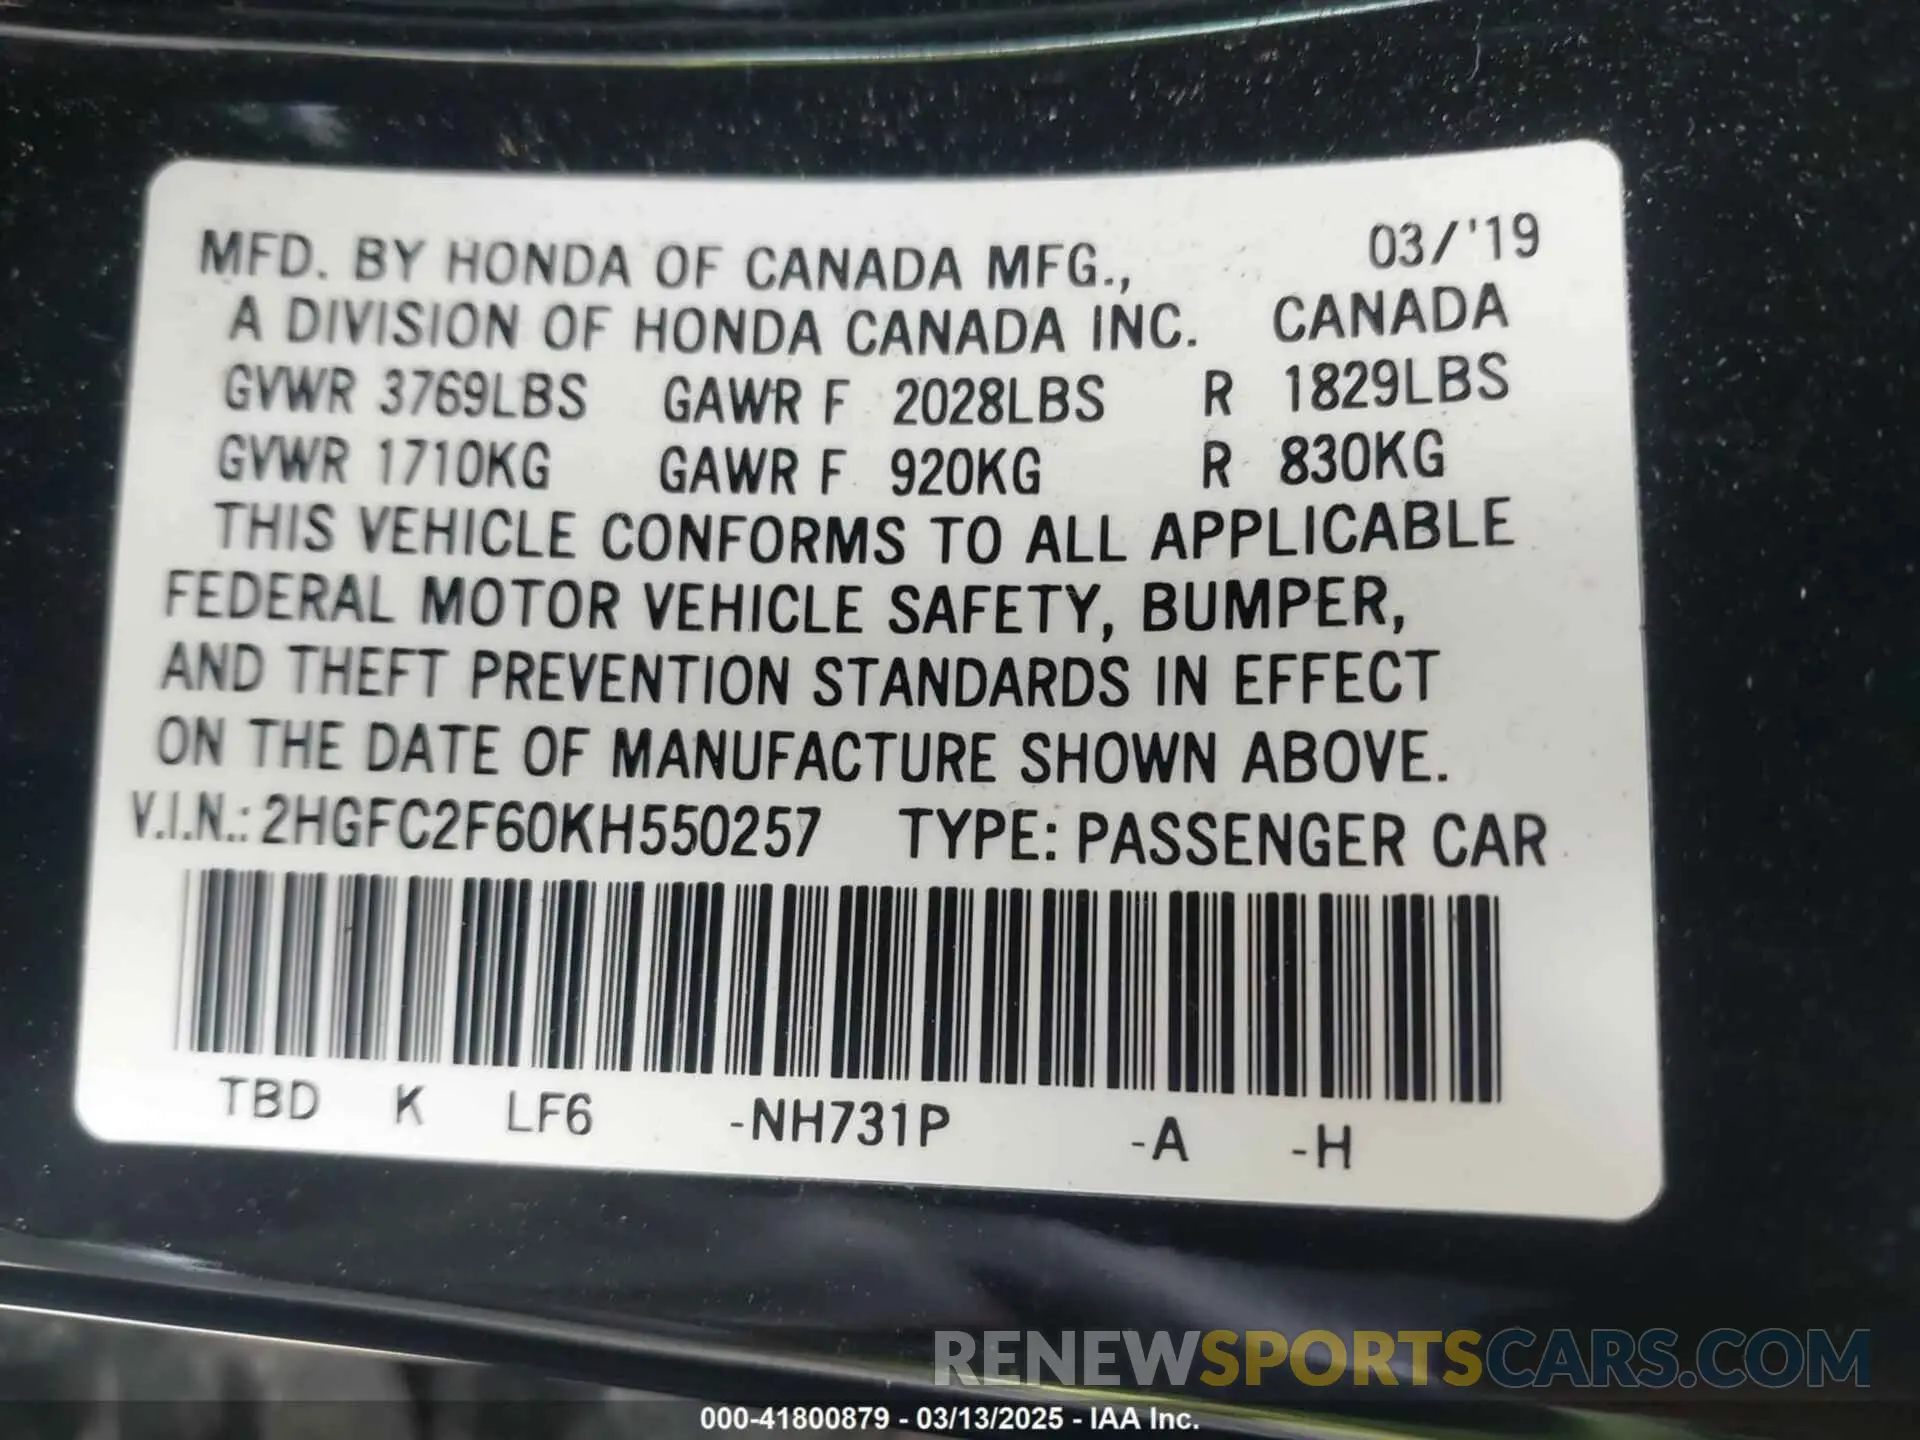 MFD. BY HONDA OF CANADA MFG., 03/'19
A DIVISION OF HONDA CANADA INC. CANADA
GVWR 3769LBS GAWR F 2028LBS R 1829LBS
GVWR 1710KG GAWR F 920KG R 830KG
THIS VEHICLE CONFORMS TO ALL APPLICABLE
FEDERAL MOTOR VEHICLE SAFETY, BUMPER,
AND THEFT PREVENTION STANDARDS IN EFFECT
ON THE DATE OF MANUFACTURE SHOWN ABOVE.
V.I.N.: 2HGFC2F60KH550257 TYPE: PASSENGER CAR
TBD K LF6 -NH731P -A -H
RENEWSPORTSCARS.COM
000-41800879 - 03/13/2025 - IAA Inc.